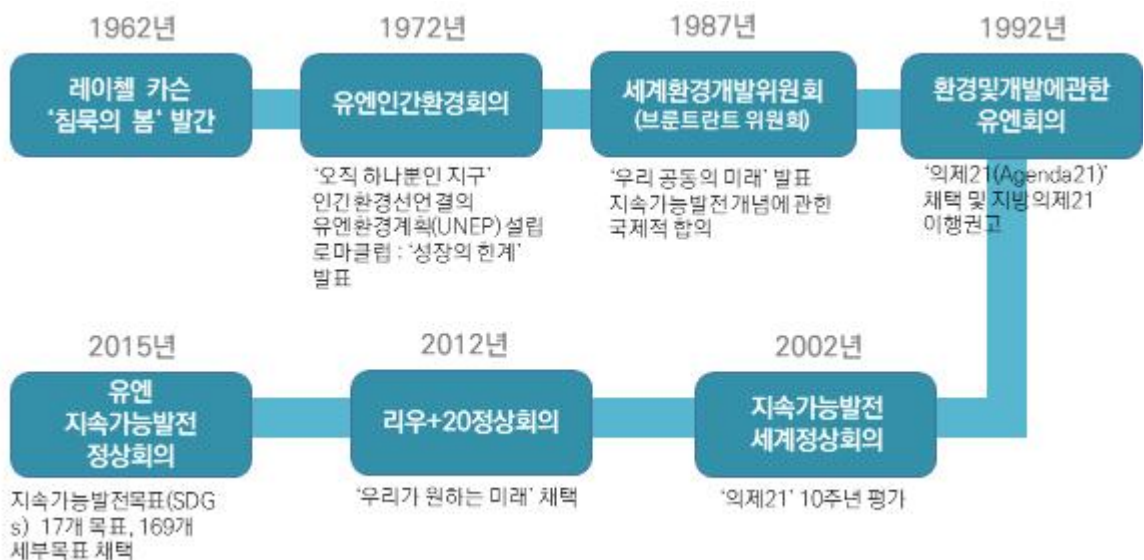 1962년
레이첼 카슨
'침묵의 봄' 발간
1972년
유엔인간환경회의
'오직 하나뿐인 지구'
인간환경선언 결의
유엔환경계획(UNEP) 설립
로마클럽 : '성장의 한계'
발표
1987년
세계환경개발위원회
(브룬트란트 위원회)
'우리 공동의 미래' 발표
지속가능발전개념에 관한
국제적 합의
1992년
환경및개발에관한
유엔회의
'의제21(Agenda21)'
채택 및 지방의제21
이행권고
2002년
지속가능발전
세계정상회의
'의제21' 10주년 평가
2012년
리우+20정상회의
'우리가 원하는 미래' 채택
2015년
유엔
지속가능발전
정상회의
지속가능발전목표(SDG
s) 17개 목표, 169개
세부목표 채택